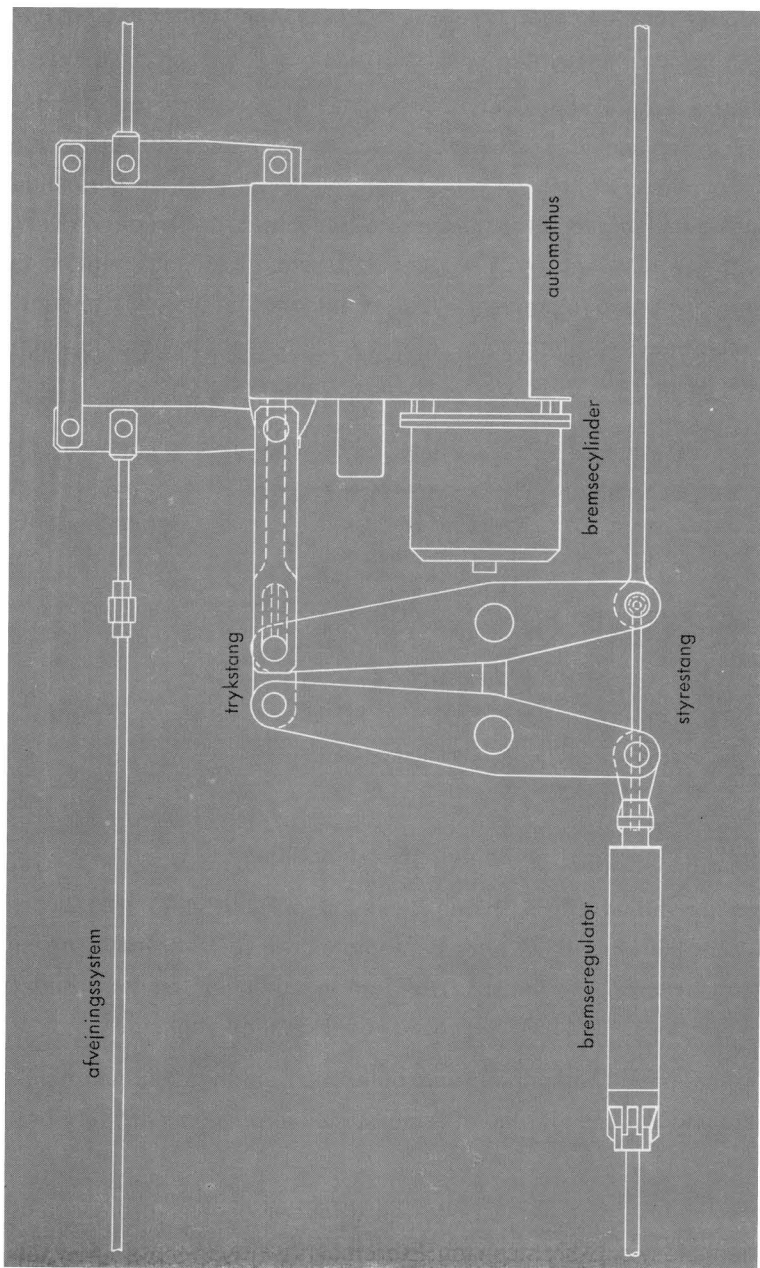 afvejningssystem
trykstang
automathus
bremsecylinder
styrestang
bremseregulator